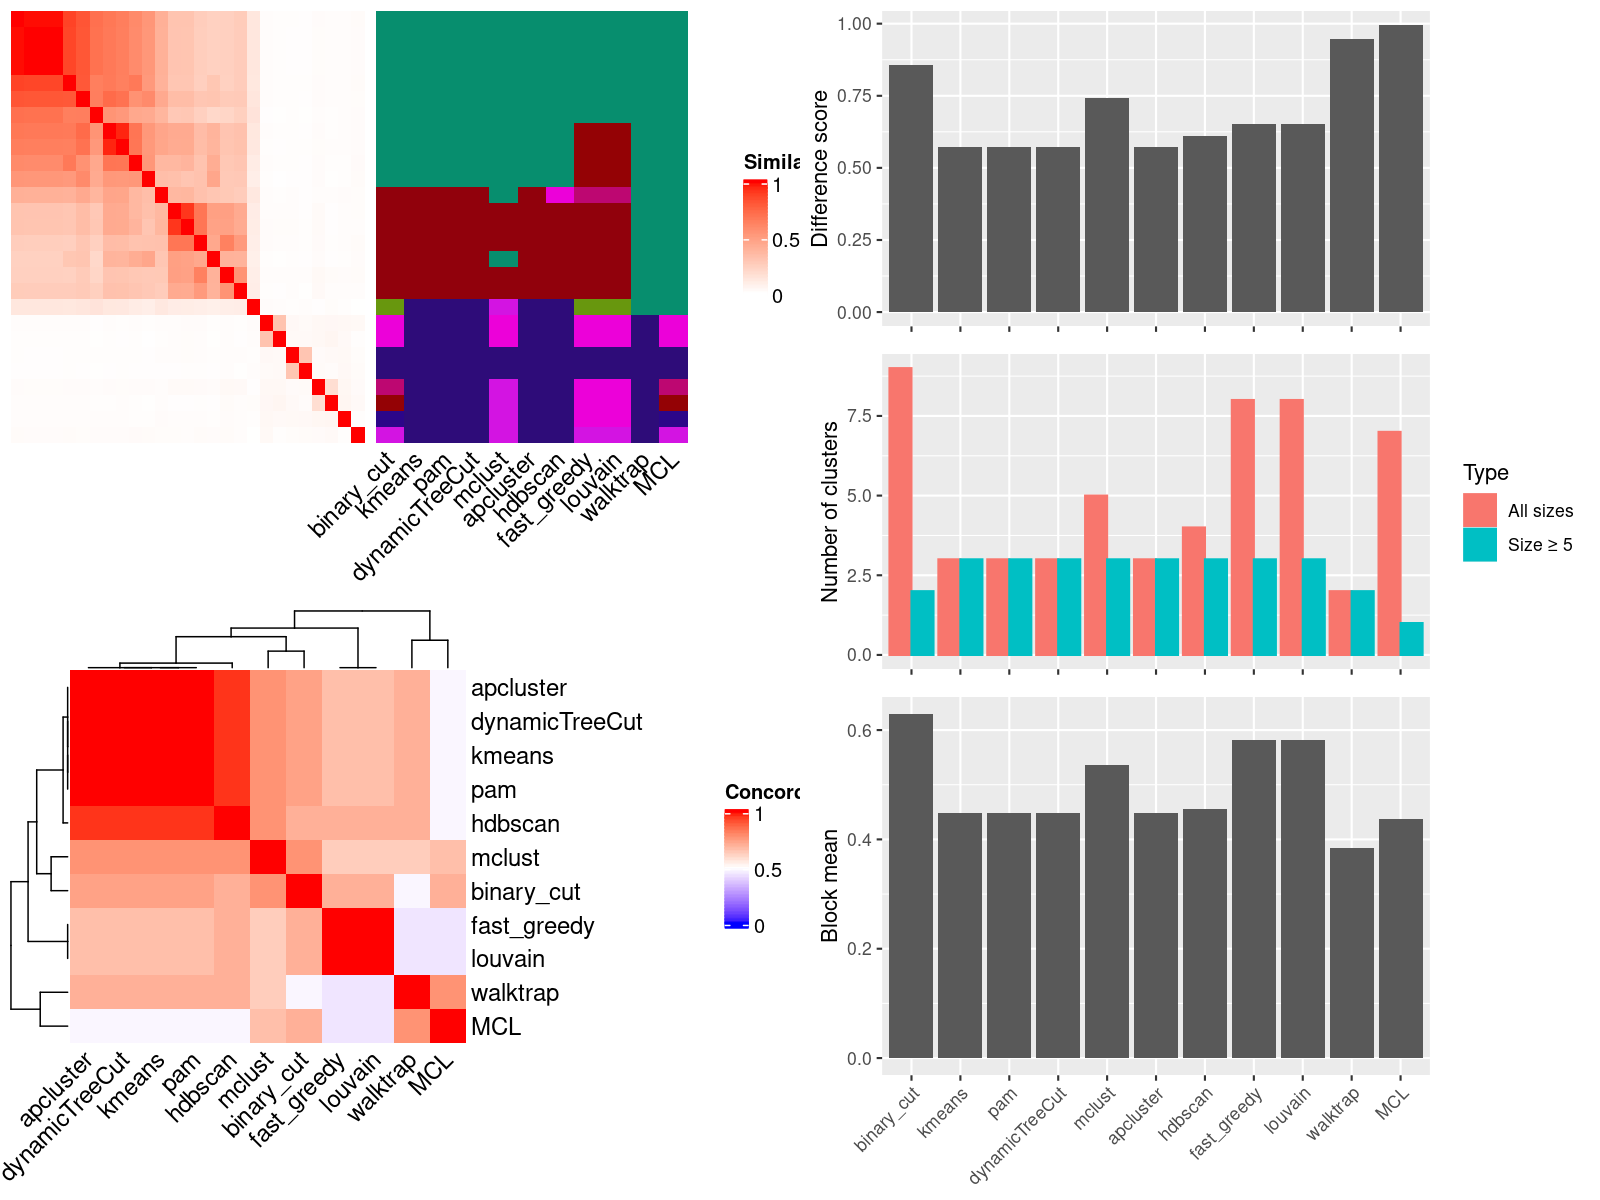 Simila
1
0.5
0
binary_cut
kmeans
pam
dynamicTreeCut
mclust
apcluster
hdbscan
fast_greedy
louvain
walktrap
MCL
apcluster
dynamicTreeCut
kmeans
pam
hdbscan
mclust
binary_cut
fast_greedy
louvain
walktrap
MCL
apcluster
dynamicTreeCut
kmeans
pam
hdbscan
mclust
binary_cut
fast_greedy
louvain
walktrap
MCL
Concord
1
0.5
0
Difference score
1.00
0.75
0.50
0.25
0.00
Number of clusters
7.5
5.0
2.5
0.0
Type
All sizes
Size ≥ 5
Block mean
0.6
0.4
0.2
0.0
binary_cut
kmeans
pam
dynamicTreeCut
mclust
apcluster
hdbscan
fast_greedy
louvain
walktrap
MCL